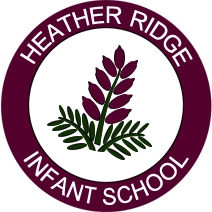 HEATHER RIDGE
INFANT SCHOOL